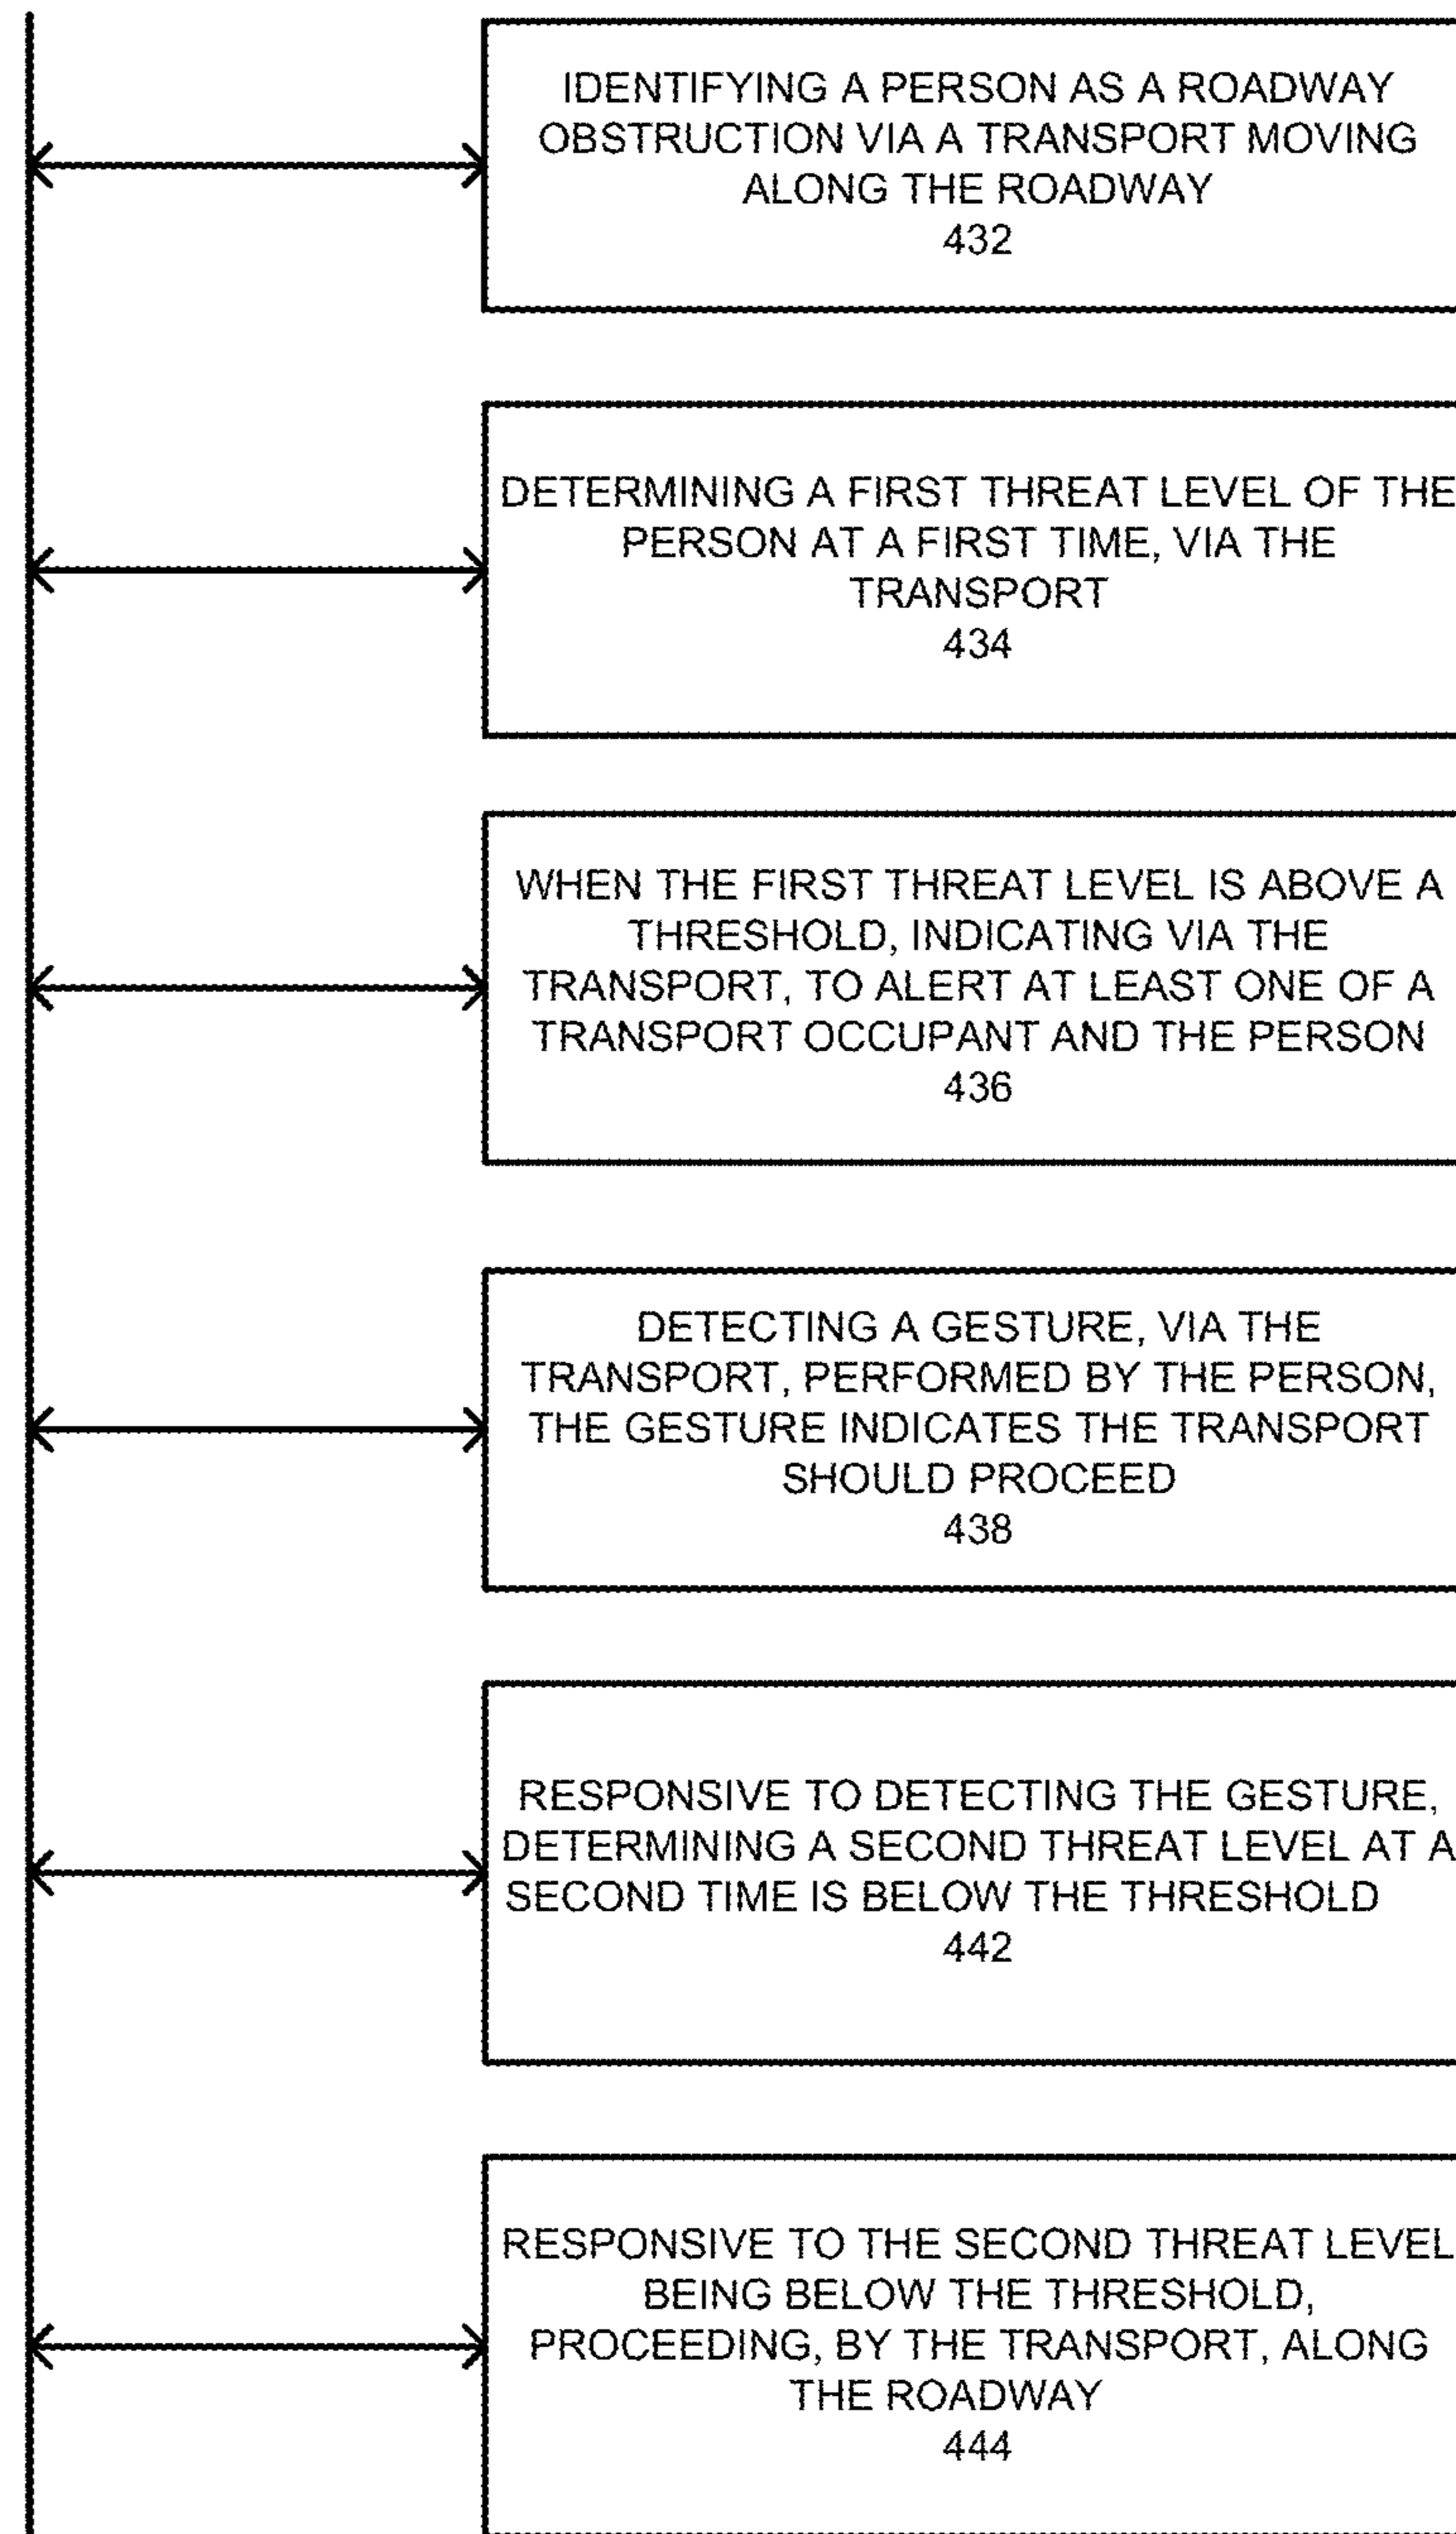 IDENTIFYING A PERSON AS A ROADWAY
OBSTRUCTION VIA A TRANSPORT MOVING
ALONG THE ROADWAY
432
DETERMINING A FIRST THREAT LEVEL OF THE
PERSON AT A FIRST TIME, VIA THE
TRANSPORT
434
WHEN THE FIRST THREAT LEVEL IS ABOVE A
THRESHOLD, INDICATING VIA THE
TRANSPORT, TO ALERT AT LEAST ONE OF A
TRANSPORT OCCUPANT AND THE PERSON
436
DETECTING A GESTURE, VIA THE
TRANSPORT, PERFORMED BY THE PERSON,
THE GESTURE INDICATES THE TRANSPORT
SHOULD PROCEED
438
RESPONSIVE TO DETECTING THE GESTURE,
DETERMINING A SECOND THREAT LEVEL AT A
SECOND TIME IS BELOW THE THRESHOLD
442
RESPONSIVE TO THE SECOND THREAT LEVEL
BEING BELOW THE THRESHOLD,
PROCEEDING, BY THE TRANSPORT, ALONG
THE ROADWAY
444